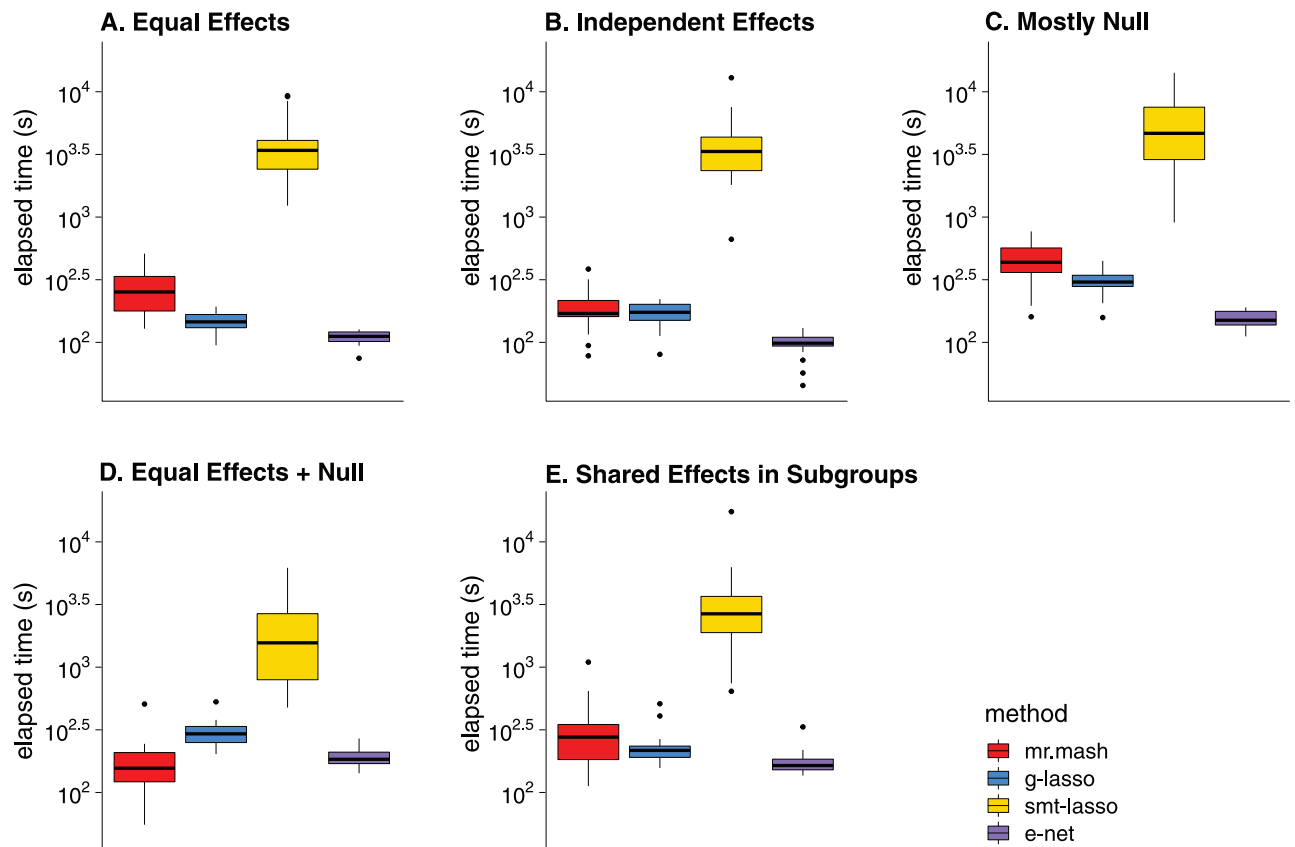 A. Equal Effects
elapsed time (s)
10^4
10^3.5
10^3
10^2.5
10^2
B. Independent Effects
elapsed time (s)
10^4
10^3.5
10^3
10^2.5
10^2
C. Mostly Null
elapsed time (s)
10^4
10^3.5
10^3
10^2.5
10^2
D. Equal Effects + Null
elapsed time (s)
10^4
10^3.5
10^3
10^2.5
10^2
E. Shared Effects in Subgroups
elapsed time (s)
10^4
10^3.5
10^3
10^2.5
10^2
method
mr.mash
g-lasso
smt-lasso
e-net